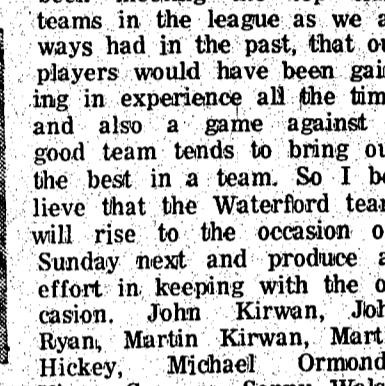 teams in the league as we a
ways had in the past, that ou
players would have been gai
ing in experience all the tim
and also a game against
good team tends to bring ou
the best in a team. So I be
lieve that the Waterford tear
will rise to the occasion o
Sunday next and produce a
effort in keeping with the o
casion. John Kirwan, Joh
Ryan, Martin Kirwan, Mart
Hickey, Michael Ormond